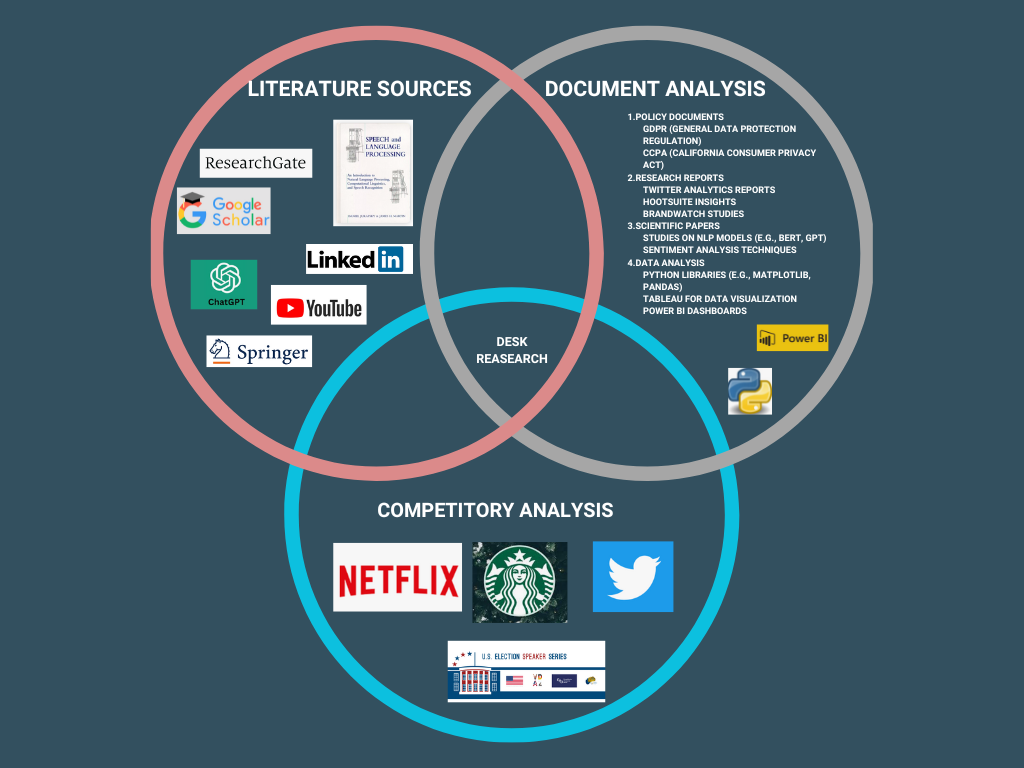 LITERATURE SOURCES
ResearchGate
SPEECH and
LANGUAGE
PROCESSING
An Introduction to
Natural Language Processing,
Computational Linguistics,
and Speech Recognition
DANIEL JURAFSKY & JAMES H. MARTIN
Google
Scholar
Linked in
ChatGPT
YouTube
Springer
DOCUMENT ANALYSIS
1.POLICY DOCUMENTS
GDPR (GENERAL DATA PROTECTION
REGULATION)
CCPA (CALIFORNIA CONSUMER PRIVACY
ACT)
2.RESEARCH REPORTS
TWITTER ANALYTICS REPORTS
HOOTSUITE INSIGHTS
BRANDWATCH STUDIES
3.SCIENTIFIC PAPERS
STUDIES ON NLP MODELS (E.G., BERT, GPT)
SENTIMENT ANALYSIS TECHNIQUES
4.DATA ANALYSIS
PYTHON LIBRARIES (E.G., MATPLOTLIB,
PANDAS)
TABLEAU FOR DATA VISUALIZATION
POWER BI DASHBOARDS
Power BI
DESK
REASEARCH
COMPETITORY ANALYSIS
NETFLIX
U.S. ELECTION SPEAKER SERIES